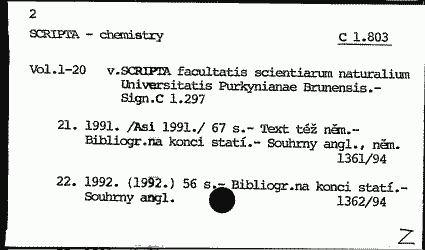 2
SCRIPTA - chemistry C 1.803
Vol.1-20 v.SCRIPTA facultatis scientiarum naturalium
Universitatis Purkynianae Brunensis.-
Sign.C 1.297
21. 1991. /Asi 1991./ 67 s.- Text též něm.-
Bibliogr.na konci statí.- Souhrny angl., něm.
1361/94
22. 1992. (1992.) 56 s.- Bibliogr.na konci statí.-
Souhrny angl. 1362/94
Z